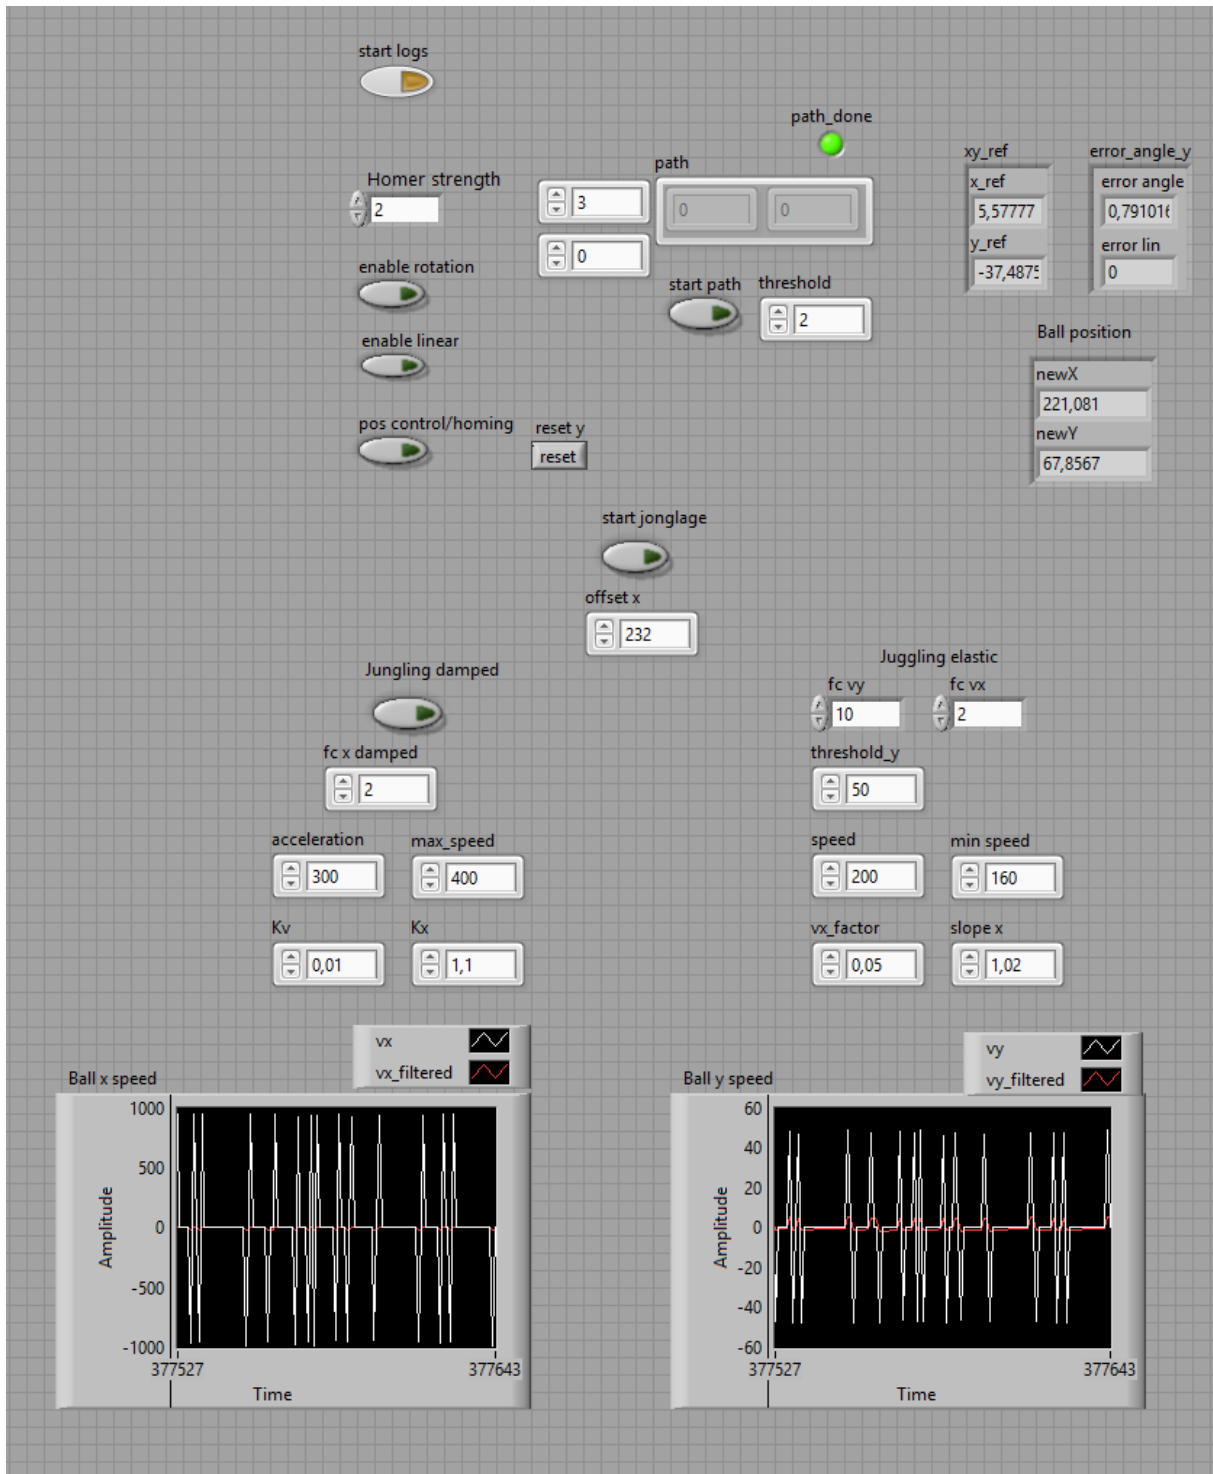 start logs
path_done
xy_ref
error_angle_y
path
Homer strength
x_ref
error angle
2
3
0
0
5,57777
0,791016
y_ref
error lin
0
-37,4875
0
enable rotation
start path
threshold
2
enable linear
Ball position
newX
221,081
pos control/homing
reset y
newY
reset
67,8567
start jonglage
offset x
232
Jungling damped
Juggling elastic
fc vy
fc vx
10
2
fc x damped
threshold_y
2
50
acceleration
max_speed
speed
min speed
300
400
200
160
Kv
Kx
vx_factor
slope x
0,01
1,1
0,05
1,02
vx
vx_filtered
vy
vy_filtered
Ball x speed
Ball y speed
1000
500
0
-500
-1000
Amplitude
377527
377643
Time
60
40
20
0
-20
-40
-60
Amplitude
377527
377643
Time